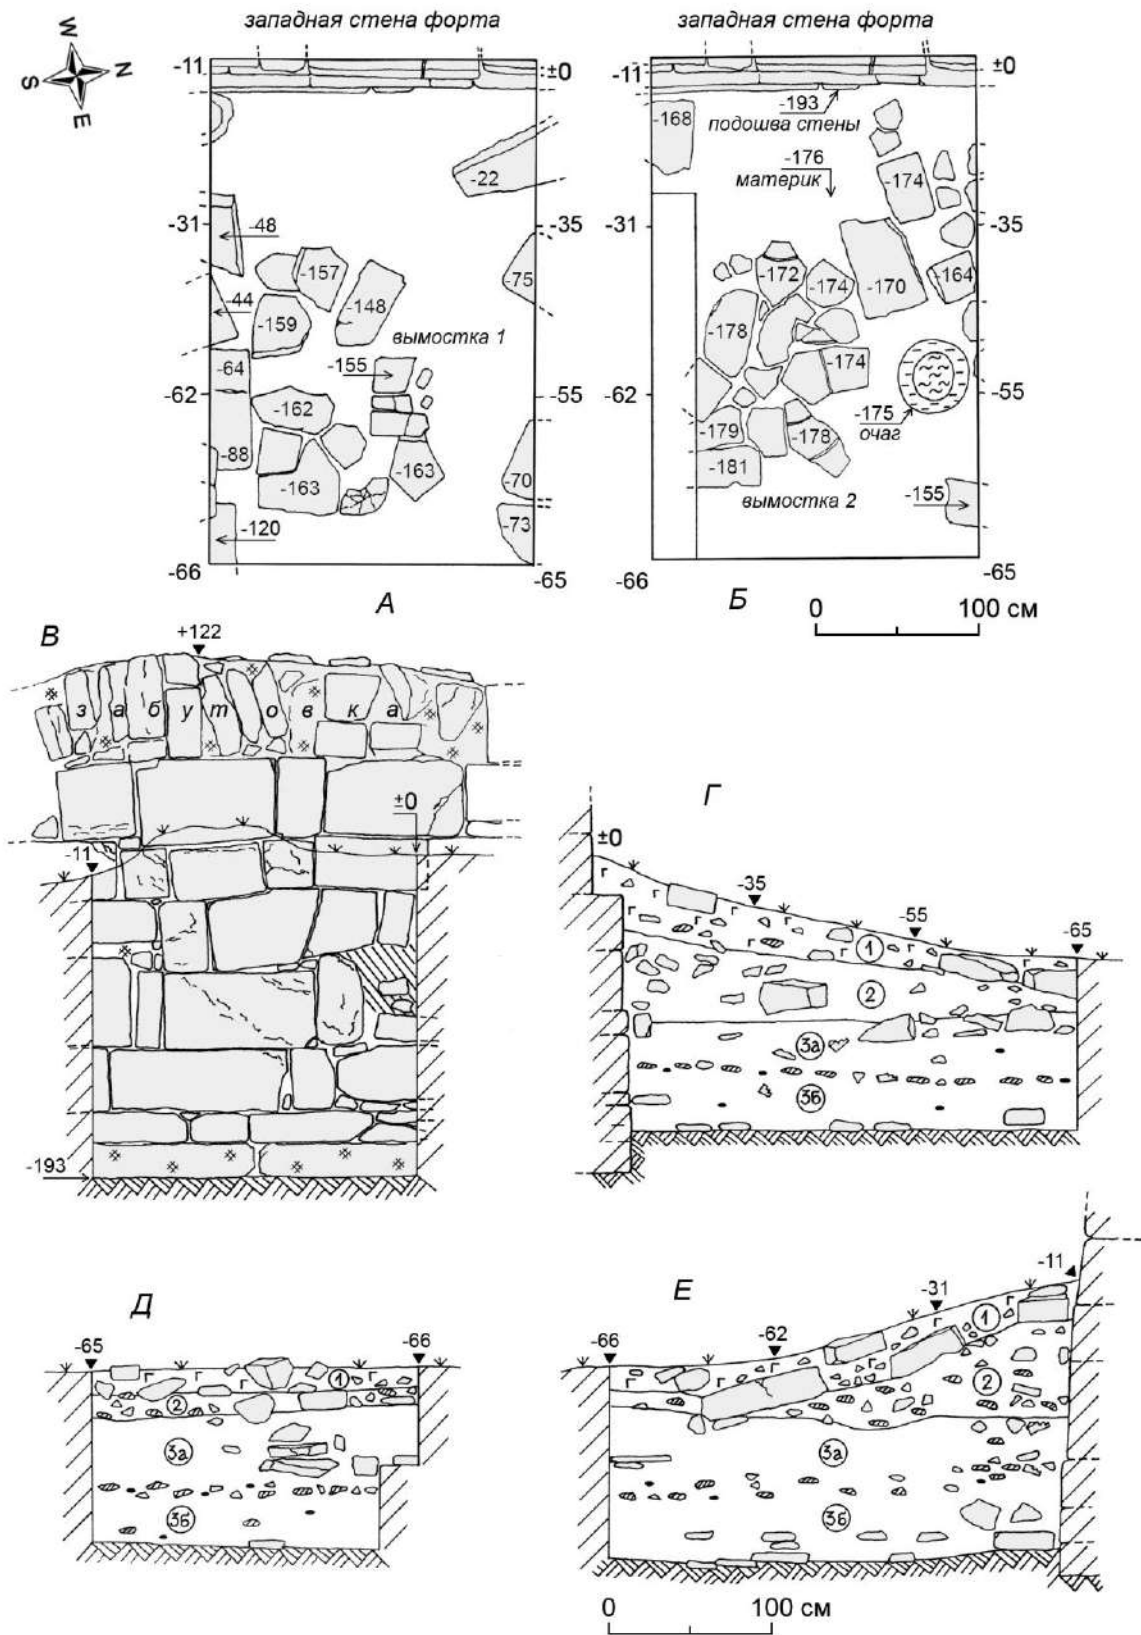 западная стена форта
западная стена форта
W
N
S
E
-11
±0
-22
-48
-31
-35
-157
-75
-44
-148
-159
вымостка 1
-64
-155
-62
-55
-162
-88
-163
-163
-70
-73
-120
-66
-65
А
-11
±0
-193
подошва стены
-168
-176
материк
-174
-31
-35
-172
-174
-170
-164
-178
-174
-62
-55
-175
очаг
-179
-178
-181
вымостка 2
-155
-66
-65
Б
0 100 см
В
+122
забутовка
±0
-11
-193
Г
±0
-35
-55
-65
1
2
3а
3б
Д
-65
-66
1
2
3а
3б
Е
-11
-31
-62
-66
1
2
3а
3б
0 100 см